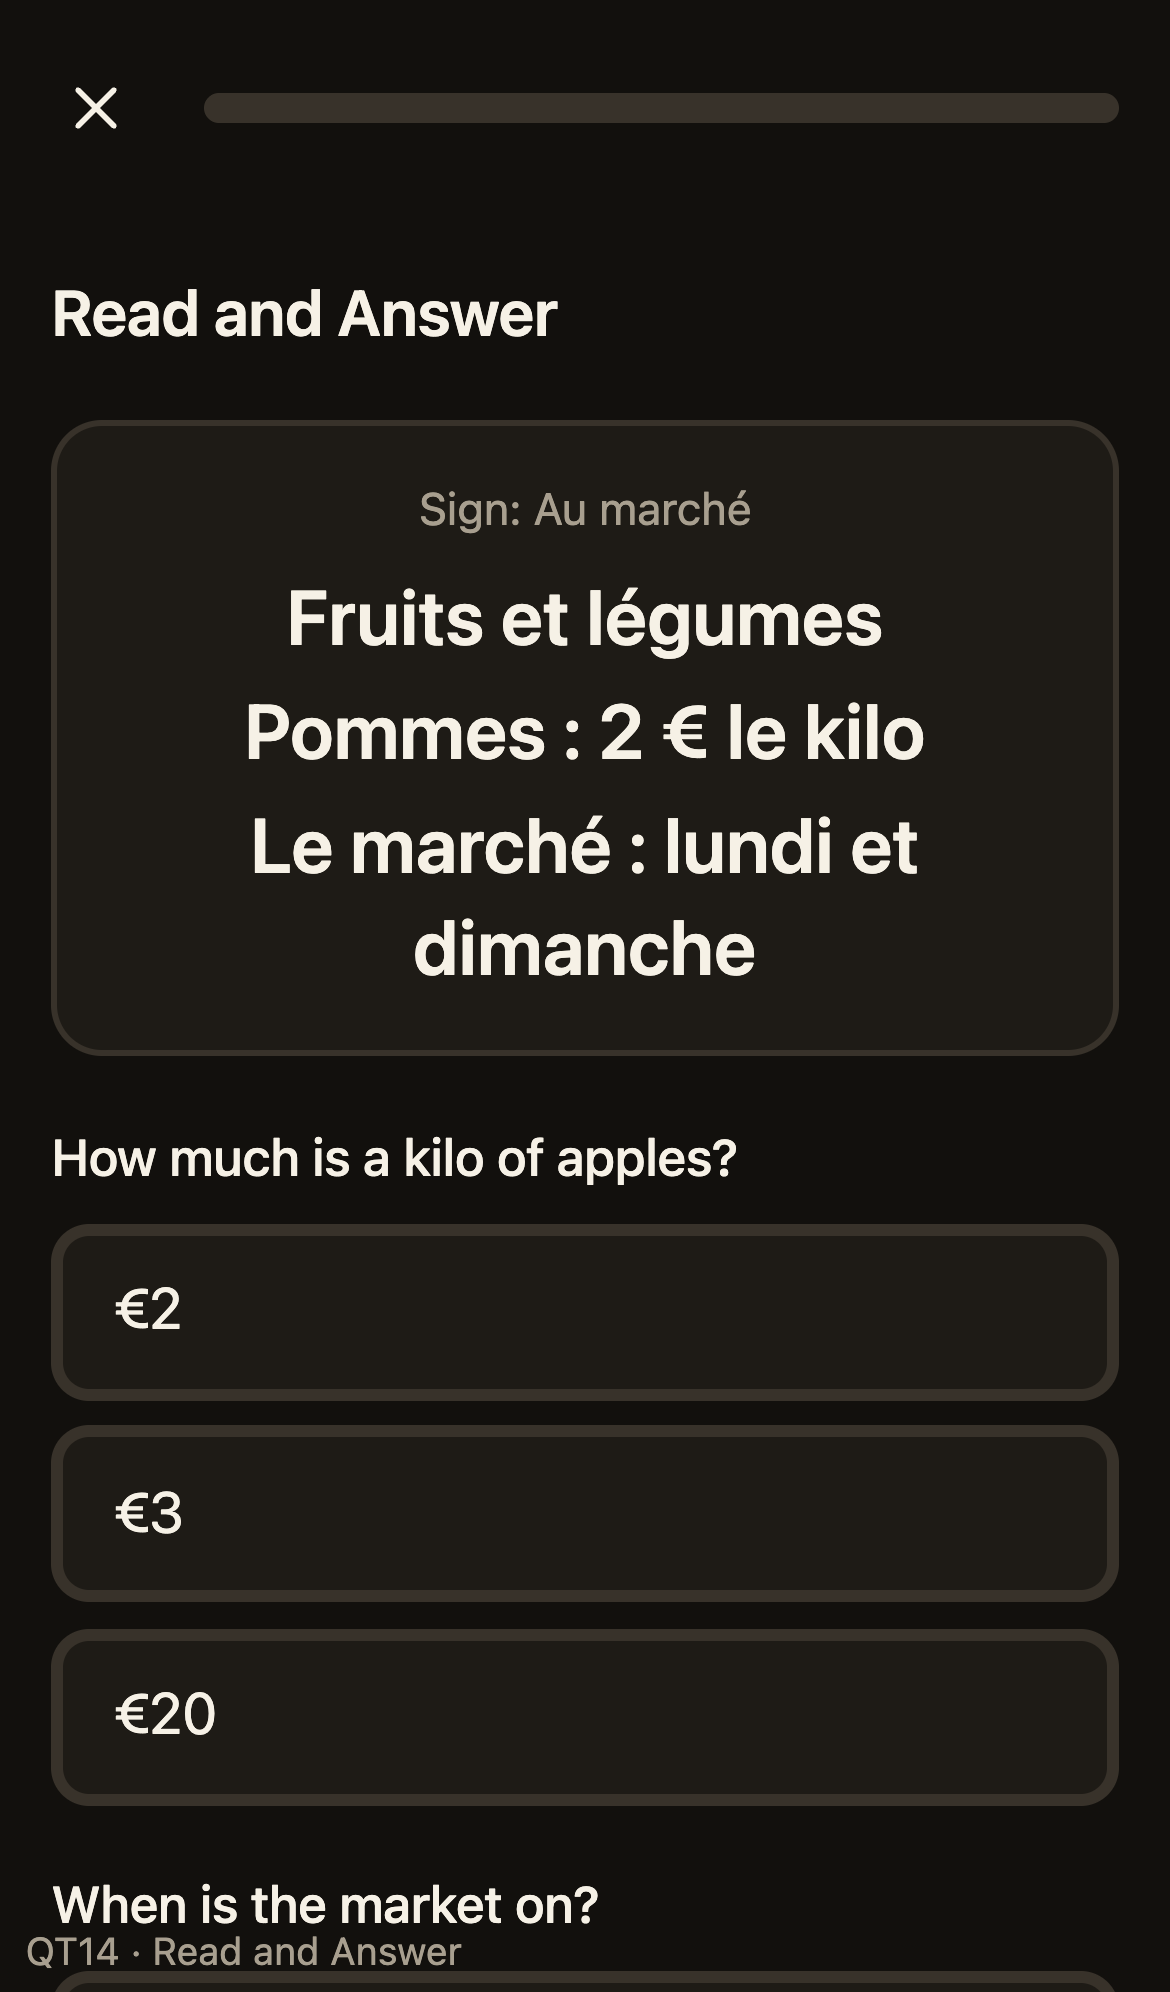 Read and Answer
Sign: Au marché
Fruits et légumes
Pommes : 2 € le kilo
Le marché : lundi et
dimanche
How much is a kilo of apples?
€2
€3
€20
When is the market on?
QT14 · Read and Answer